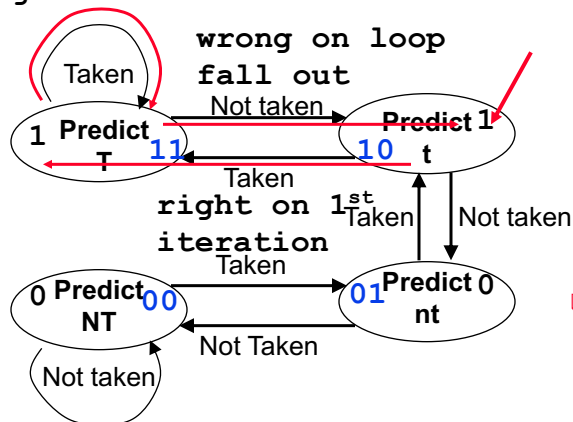 wrong on loop
fall out
Taken
Not taken
1 Predict 11
T
Predict 1
10 t
Taken
right on 1st
iteration
Taken
Not taken
Taken
0 Predict 00
NT
01 Predict 0
nt
Not Taken
Not taken